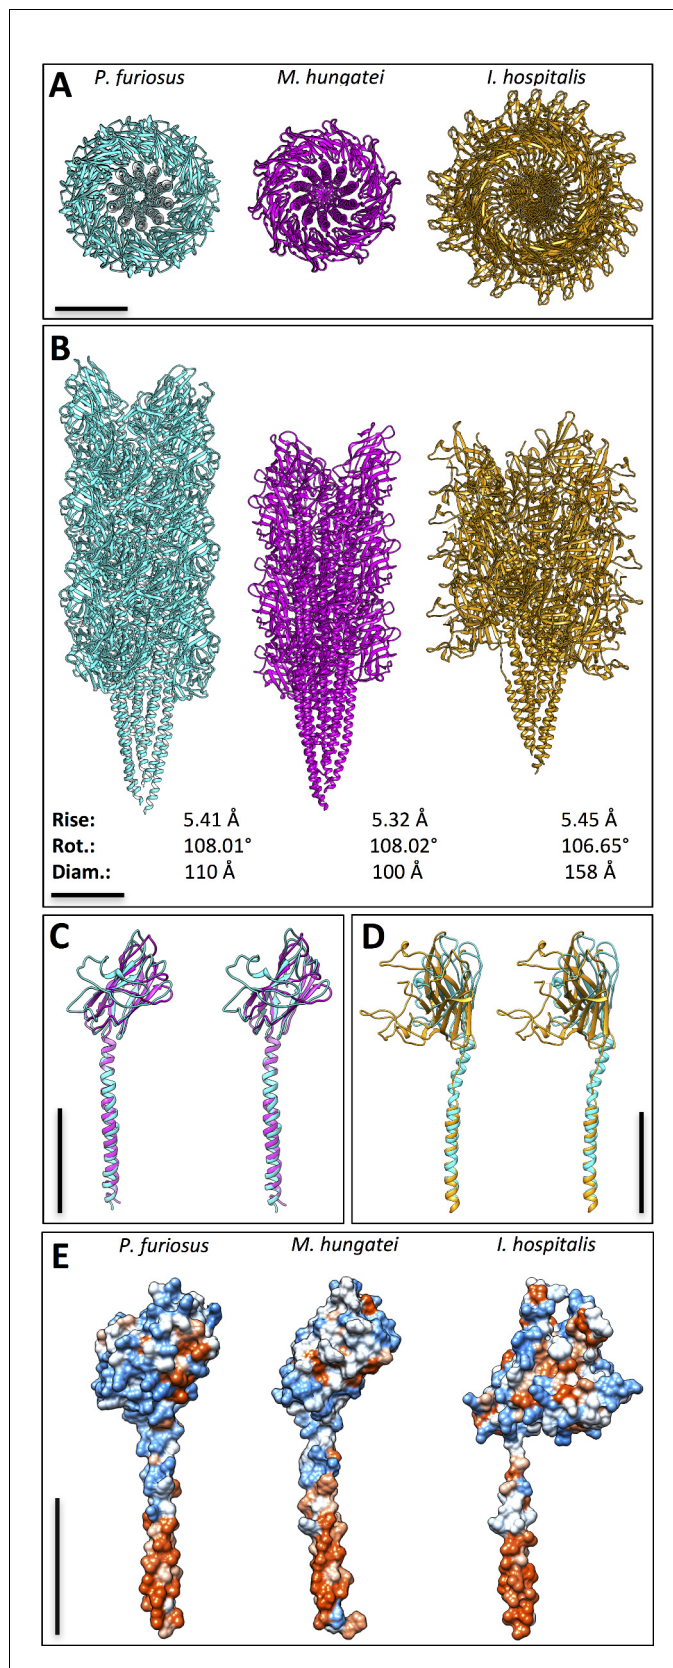 A P. furiosus M. hungatei I. hospitalis
B
Rise: 5.41 Å 5.32 Å 5.45 Å
Rot.: 108.01° 108.02° 106.65°
Diam.: 110 Å 100 Å 158 Å
C D
E P. furiosus M. hungatei I. hospitalis